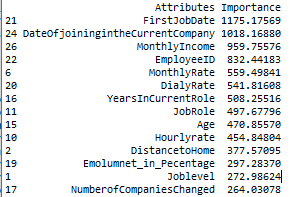 Attributes Importance
21 FirstJobDate 1175.17569
24 DateOfjoiningintheCurrentCompany 1018.16880
26 MonthlyIncome 959.75576
22 EmployeeID 832.44183
6 MonthlyRate 559.49841
20 DialyRate 541.81608
16 YearsInCurrentRole 508.25516
11 JobRole 497.67796
15 Age 470.85570
10 Hourlyrate 454.84804
2 DistancetoHome 377.57095
19 Emolumnet_in_Pecentage 297.28370
1 Joblevel 272.98624
17 NumberofCompaniesChanged 264.03078